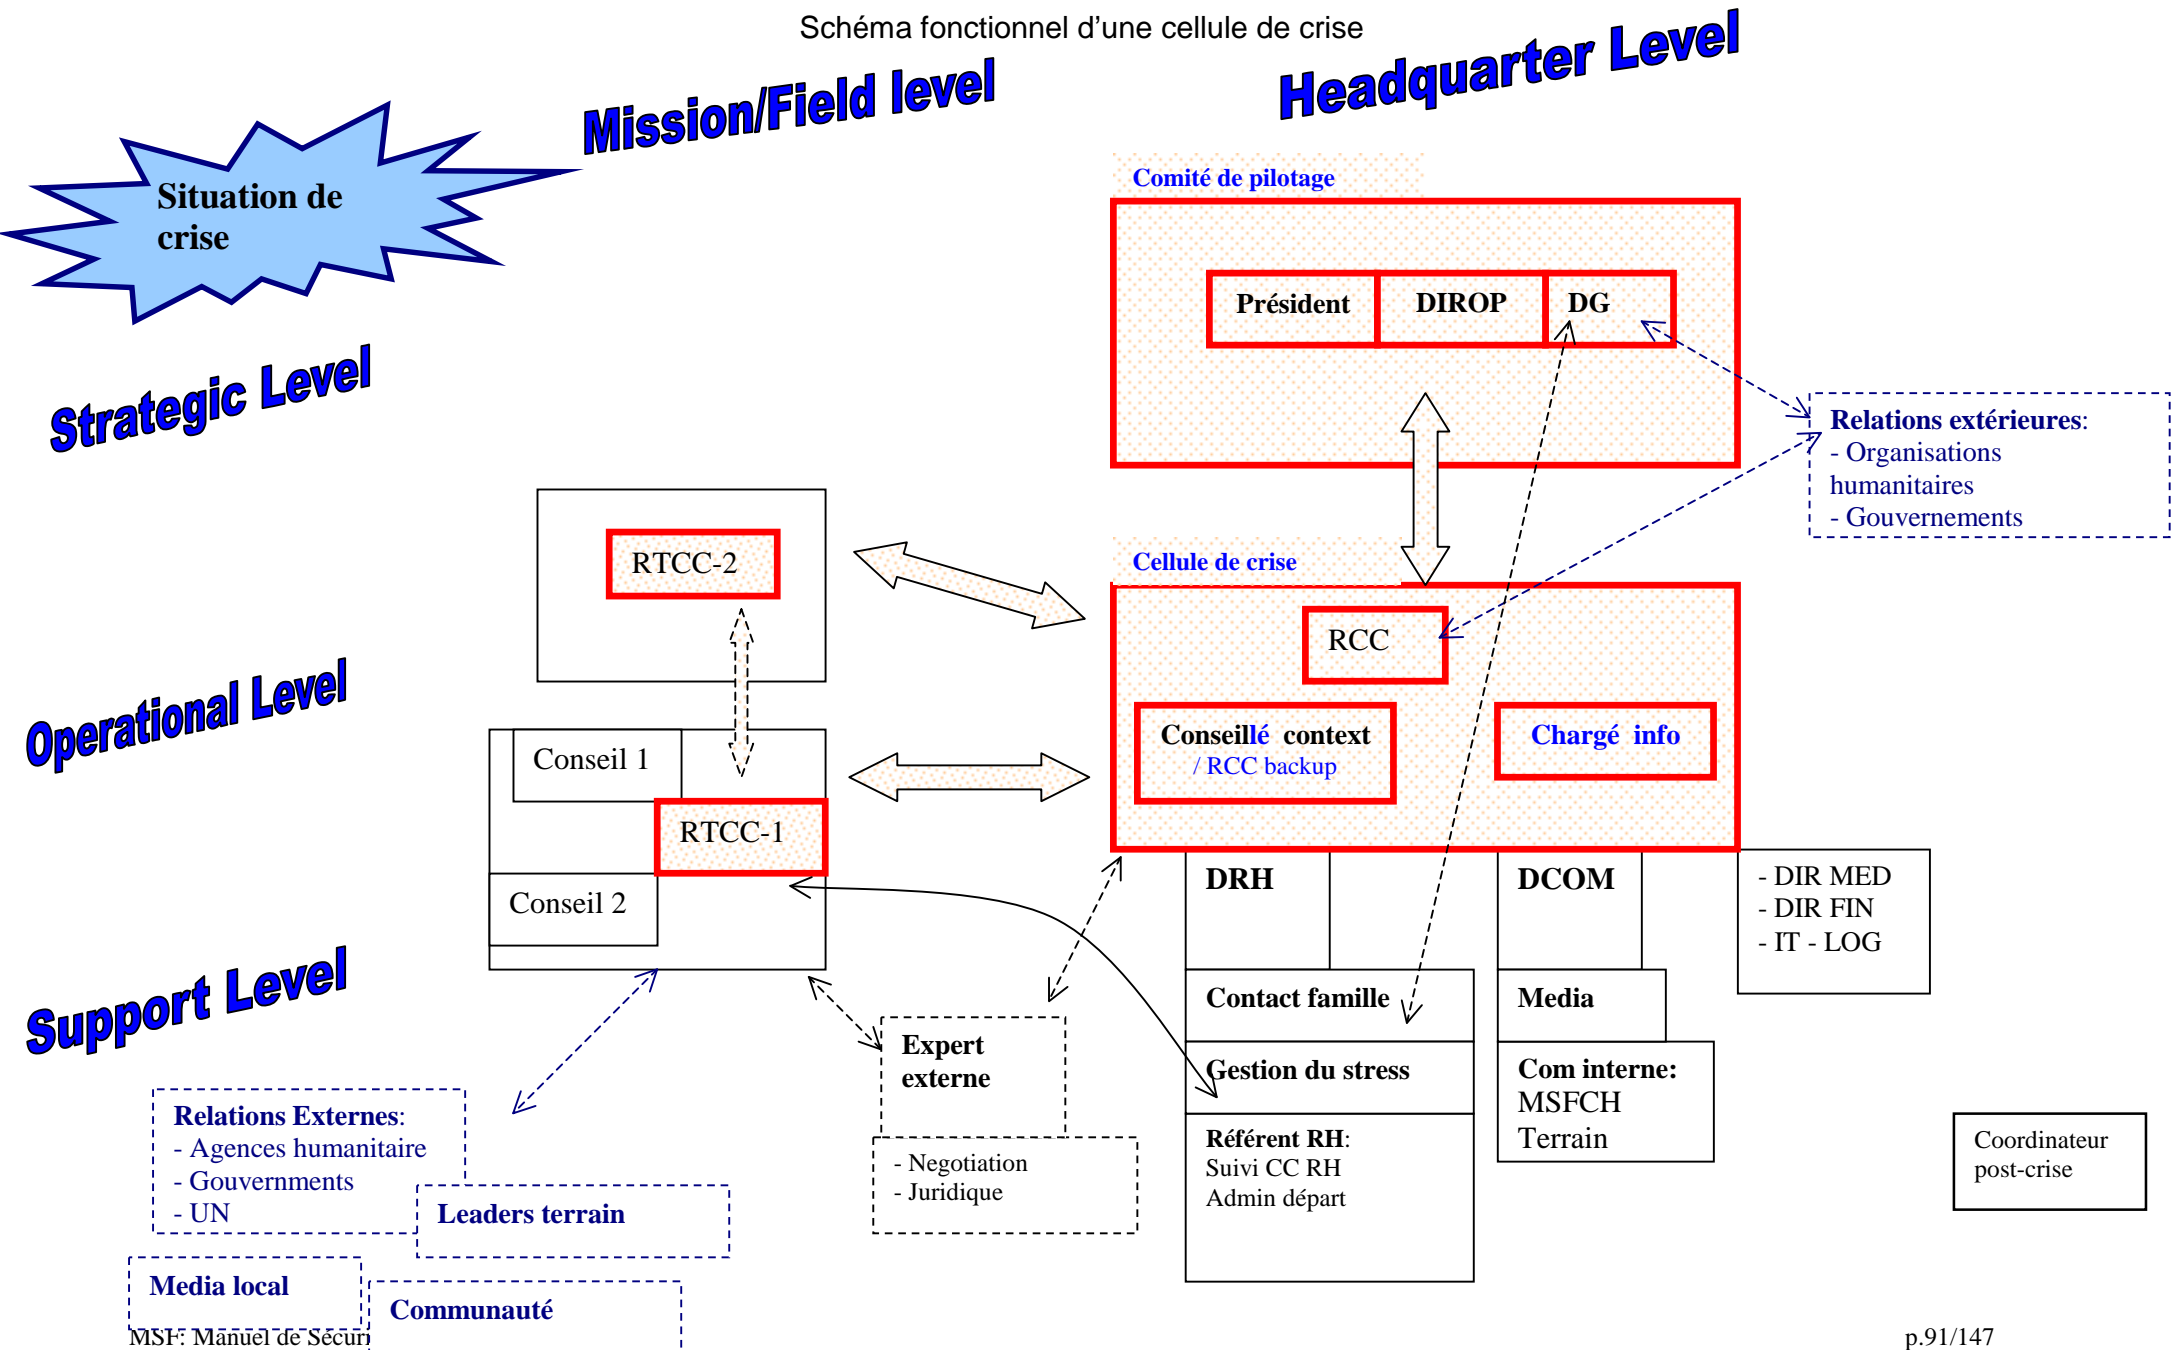 Schéma fonctionnel d'une cellule de crise
Mission/Field level
Headquarter Level
Situation de
crise
Strategic Level
Operational Level
Support Level
Comité de pilotage
Président
DIROP
DG
Relations extérieures:
- Organisations
humanitaires
- Gouvernements
RTCC-2
Cellule de crise
RCC
Conseillé context
/ RCC backup
Chargé info
Conseil 1
RTCC-1
Conseil 2
DRH
DCOM
- DIR MED
- DIR FIN
- IT - LOG
Contact famille
Media
Gestion du stress
Com interne:
MSFCH
Terrain
Référent RH:
Suivi CC RH
Admin départ
Expert
externe
- Negotiation
- Juridique
Coordinateur
post-crise
Relations Externes:
- Agences humanitaire
- Gouvernments
- UN
Leaders terrain
Media local
Communauté
MSF: Manuel de Sécuri
p.91/147